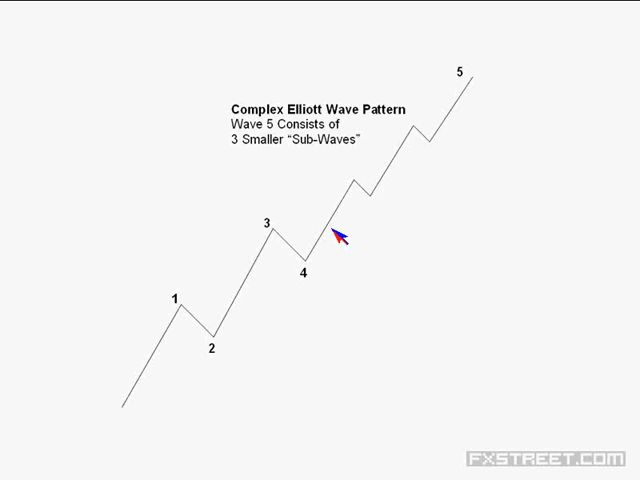 5
Complex Elliott Wave Pattern
Wave 5 Consists of
3 Smaller “Sub-Waves”
3
4
1
2
FXSTREET.COM